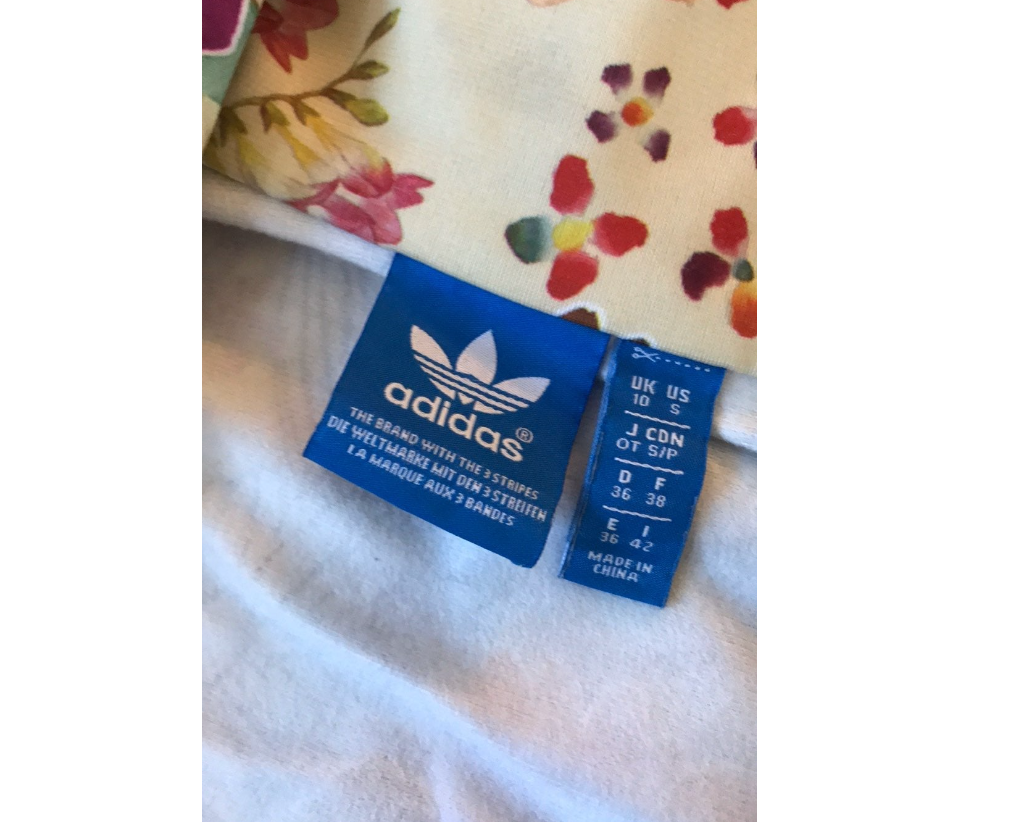 adidas®
THE BRAND WITH THE 3 STRIPES
DIE WELTMARKE MIT DEN 3 STREIFEN
LA MARQUE AUX 3 BANDES
UK US
10 S
J CDN
OT S/P
D F
36 38
E I
36 42
MADE IN
CHINA